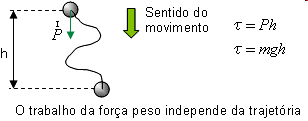 Sentido do
movimento
τ = Ph
P
h
τ = mgh
O trabalho da força peso independe da trajetória